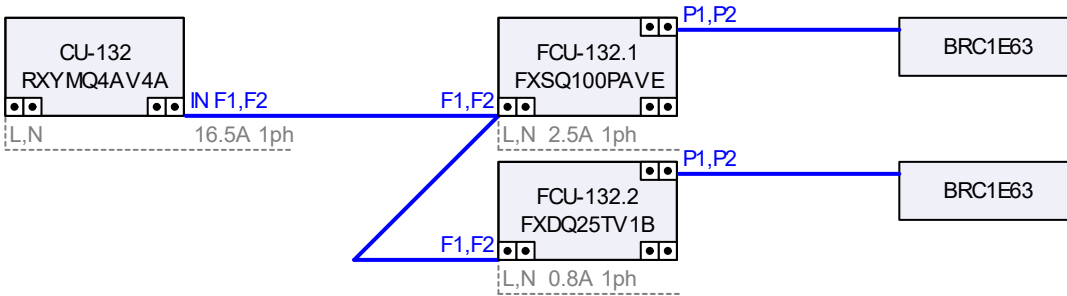 P1,P2
CU-132
RXYMQ4AV4A
FCU-132.1
FXSQ100PAVE
BRC1E63
IN F1,F2
F1,F2
L,N 16.5A 1ph
L,N 2.5A 1ph
P1,P2
FCU-132.2
FXDQ25TV1B
BRC1E63
F1,F2
L,N 0.8A 1ph